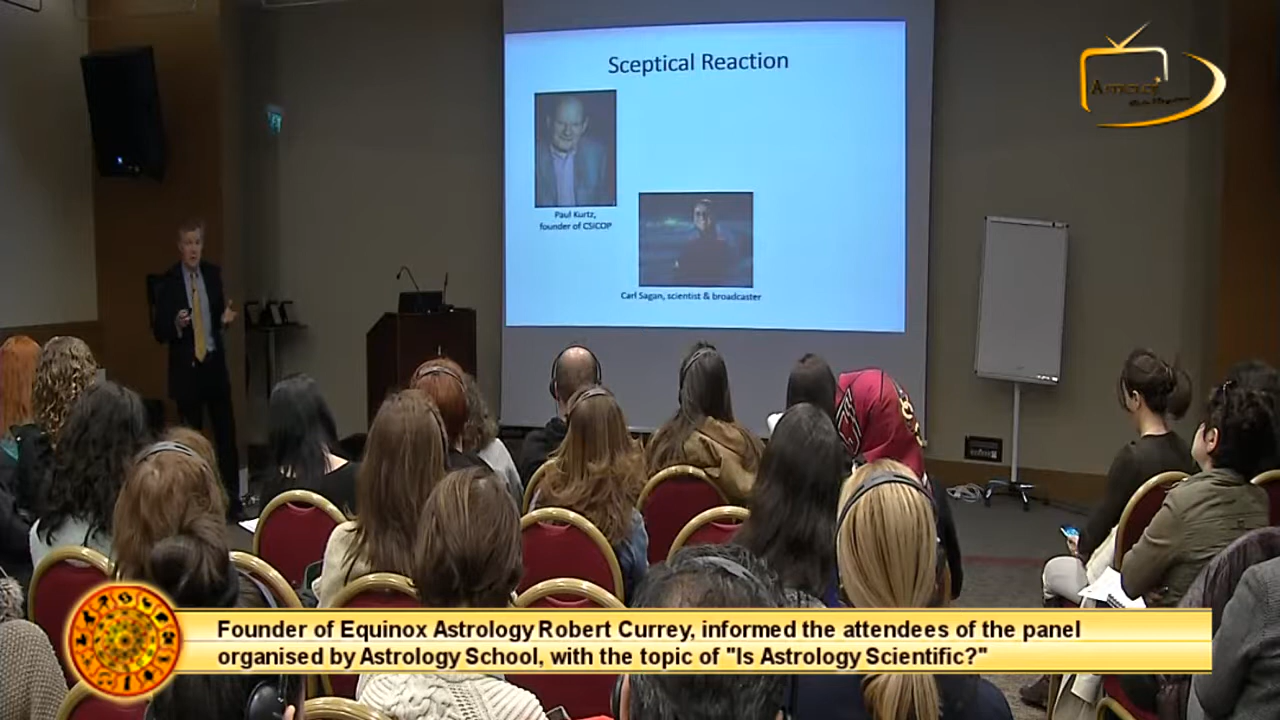 Sceptical Reaction
Paul Kurtz,
founder of CSICOP
Carl Sagan, scientist & broadcaster
Founder of Equinox Astrology Robert Currey, informed the attendees of the panel
organised by Astrology School, with the topic of "Is Astrology Scientific?"